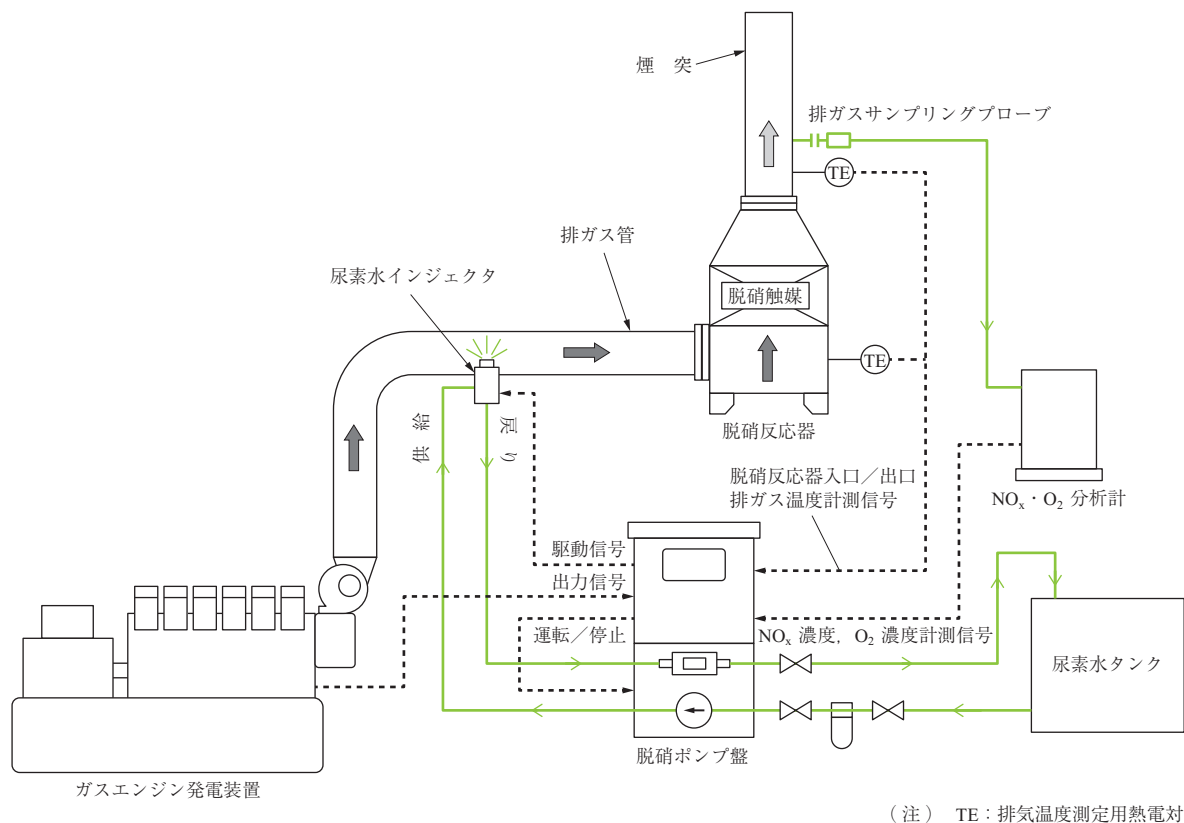 煙　突
排ガスサンプリングプローブ
TE
排ガス管
尿素水インジェクタ
脱硝触媒
TE
供　給
戻　り
脱硝反応器
脱硝反応器入口／出口
排ガス温度計測信号
NOx・O2 分析計
駆動信号
出力信号
運転／停止
NOx 濃度，O2 濃度計測信号
尿素水タンク
脱硝ポンプ盤
ガスエンジン発電装置
（注）　TE：排気温度測定用熱電対